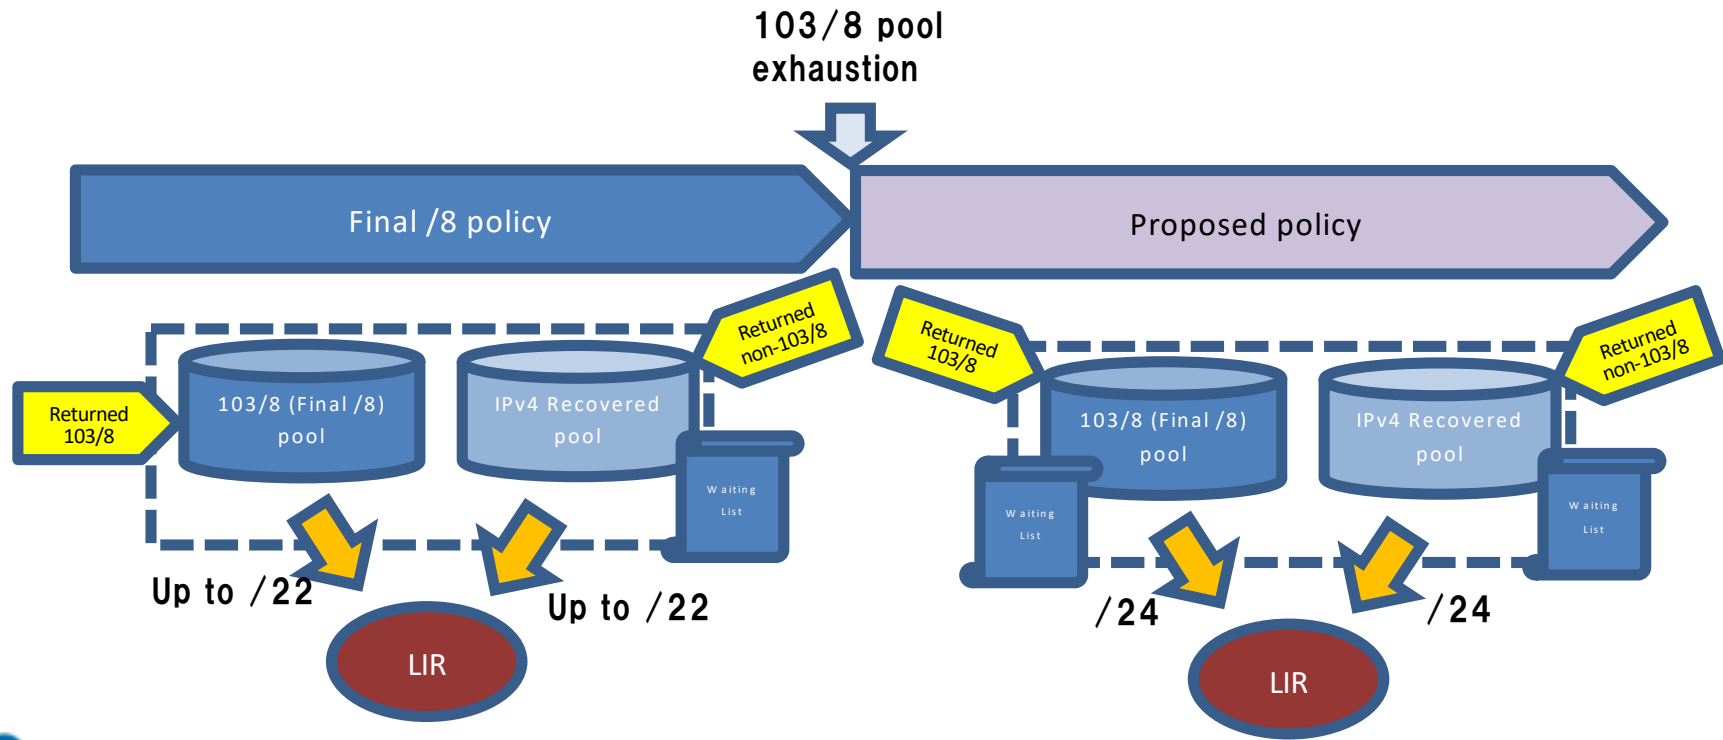 103/8 pool
exhaustion
Final /8 policy
Proposed policy
Returned
103/8
103/8 (Final /8)
pool
IPv4 Recovered
pool
Returned
non-103/8
Waiting
List
Up to /22
Up to /22
LIR
Returned
103/8
103/8 (Final /8)
pool
IPv4 Recovered
pool
Returned
non-103/8
Waiting
List
Waiting
List
/24
/24
LIR